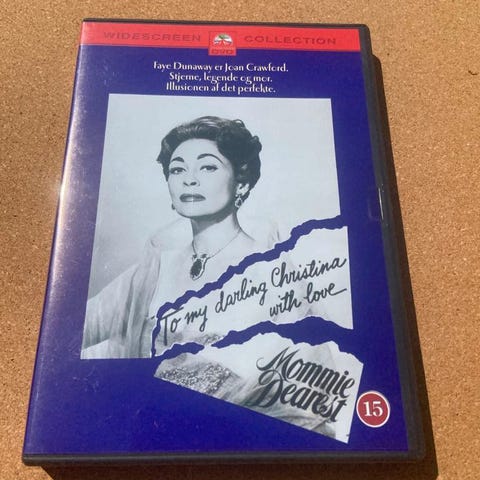 WIDESCREEN DVD COLLECTION
Faye Dunaway er Joan Crawford.
Stjerne, legende og mor.
Illusionen af det perfekte.
To my darling Christina
with love
Mommie
Dearest
15